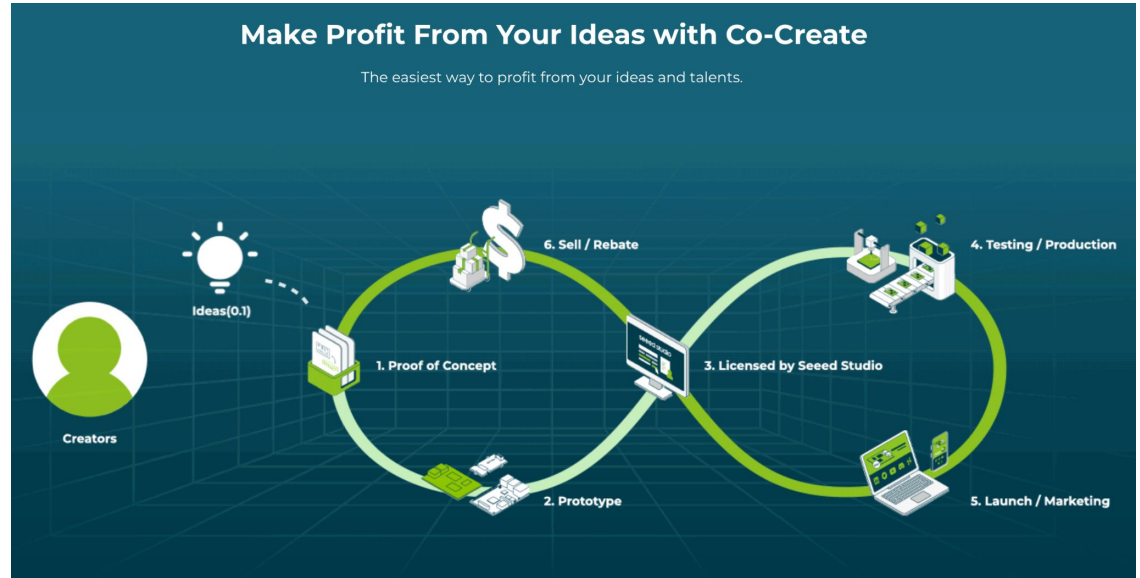 Make Profit From Your Ideas with Co-Create
The easiest way to profit from your ideas and talents.
Ideas(0.1)
Creators
1. Proof of Concept
2. Prototype
seeed studio
3. Licensed by Seeed Studio
4. Testing / Production
5. Launch / Marketing
6. Sell / Rebate